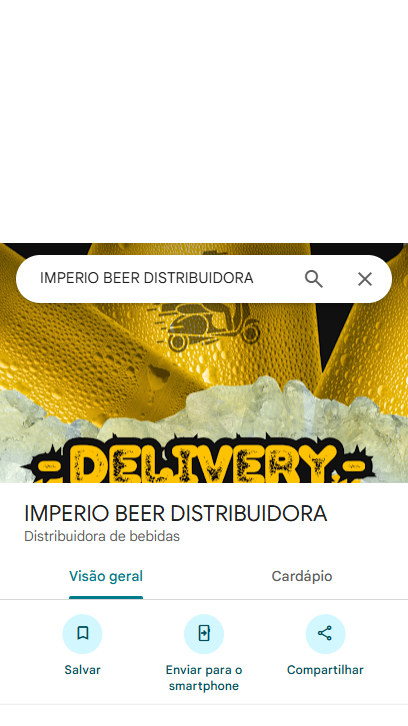 IMPERIO BEER DISTRIBUIDORA
-DELIVERY-
IMPERIO BEER DISTRIBUIDORA
Distribuidora de bebidas
Visão geral
Cardápio
Salvar
Enviar para o
smartphone
Compartilhar